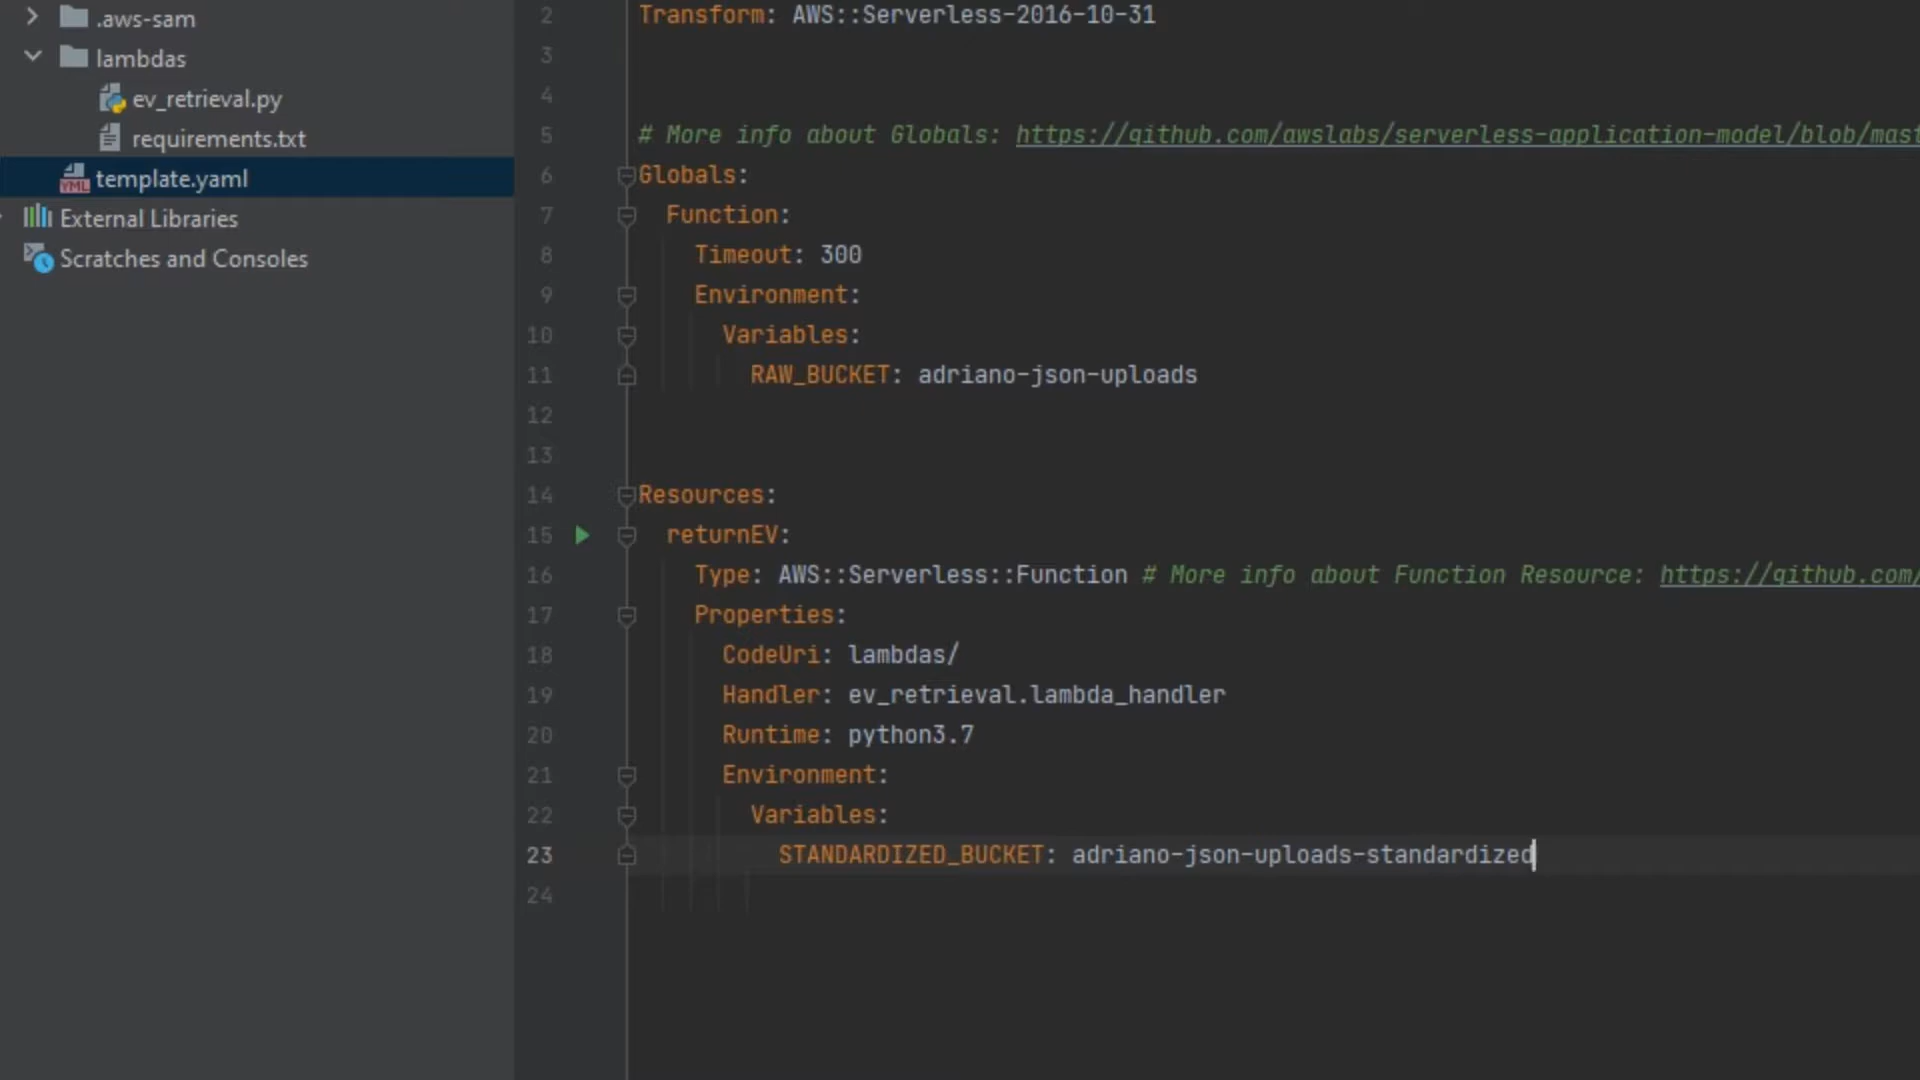 .aws-sam
lambdas
ev_retrieval.py
requirements.txt
YML template.yaml
External Libraries
Scratches and Consoles
2 Transform: AWS::Serverless-2016-10-31
3
4
5 # More info about Globals: https://github.com/awslabs/serverless-application-model/blob/mast
6 Globals:
7 Function:
8 Timeout: 300
9 Environment:
10 Variables:
11 RAW_BUCKET: adriano-json-uploads
12
13
14 Resources:
15 returnEV:
16 Type: AWS::Serverless::Function # More info about Function Resource: https://github.com/
17 Properties:
18 CodeUri: lambdas/
19 Handler: ev_retrieval.lambda_handler
20 Runtime: python3.7
21 Environment:
22 Variables:
23 STANDARDIZED_BUCKET: adriano-json-uploads-standardized
24